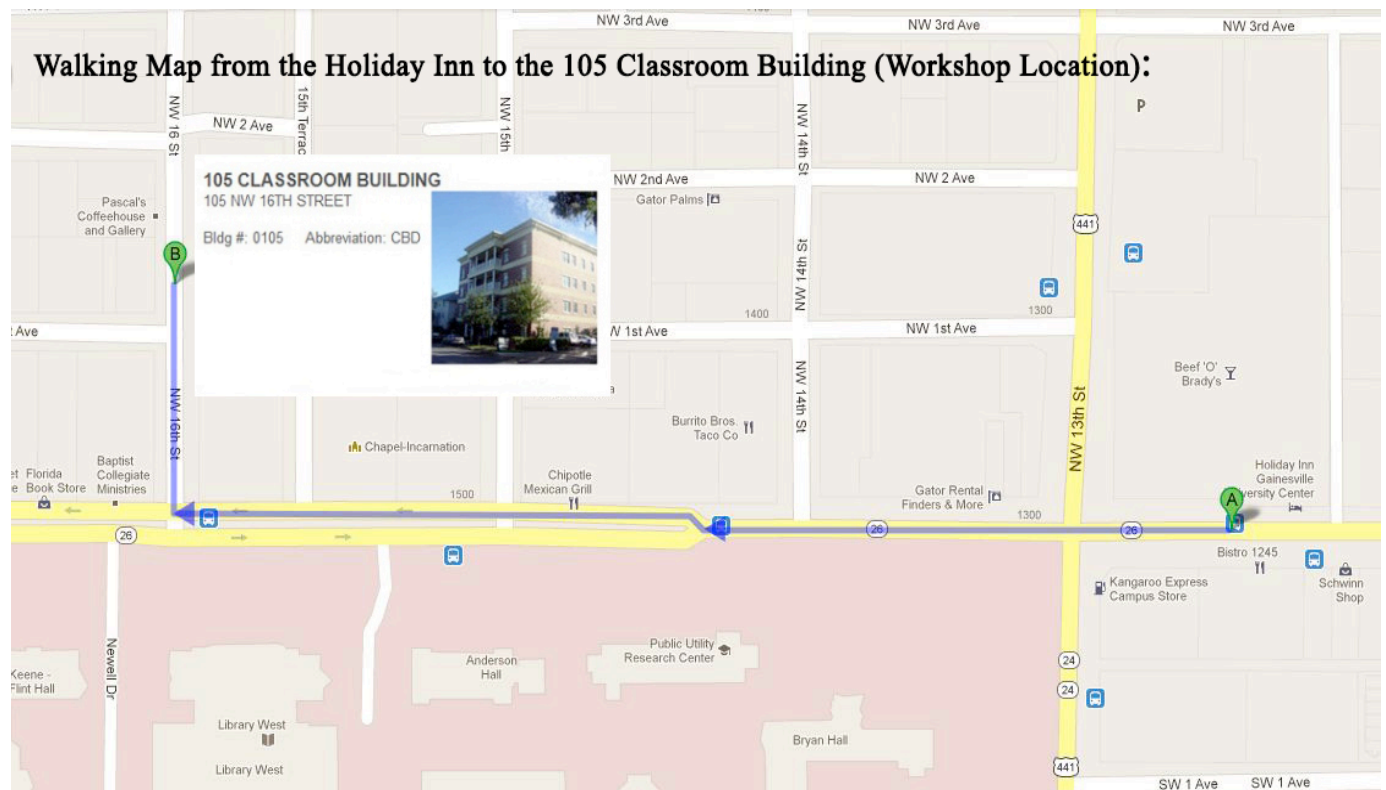 NW 3rd Ave
NW 3rd Ave
NW 3rd Ave
Walking Map from the Holiday Inn to the 105 Classroom Building (Workshop Location):
NW 16 St
NW 2 Ave
15th Terrac
NW 15th
NW 14th St
P
105 CLASSROOM BUILDING
105 NW 16TH STREET
Bldg #: 0105 Abbreviation: CBD
NW 2nd Ave
NW 2 Ave
Gator Palms
Pascal's
Coffeehouse
and Gallery
441
B
NW 14th St
1400
1300
Ave
1st Ave
NW 1st Ave
Beef 'O'
Brady's
NW 16th St
NW 14th St
NW 13th St
Burrito Bros.
Taco Co
Chapel-Incarnation
Florida
Book Store
Baptist
Collegiate
Ministries
1500
Chipotle
Mexican Grill
Gator Rental
Finders & More
1300
Holiday Inn
Gainesville
versity Center
A
26
26
26
Bistro 1245
Kangaroo Express
Campus Store
Schwinn
Shop
Newell Dr
Keene -
Flint Hall
Anderson
Hall
Public Utility
Research Center
24
24
Library West
Library West
Bryan Hall
441
SW 1 Ave
SW 1 Ave